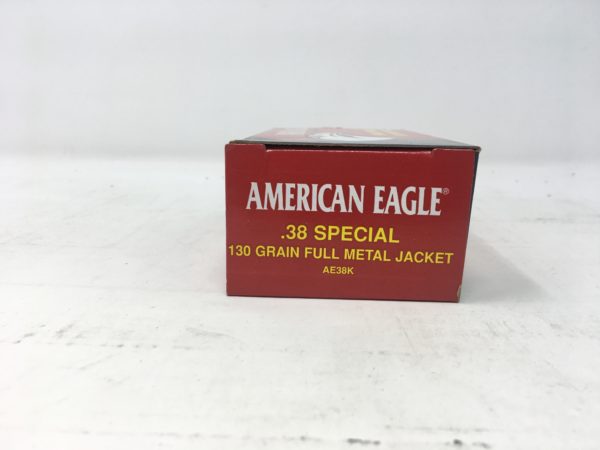 AMERICAN EAGLE®
.38 SPECIAL
130 GRAIN FULL METAL JACKET
AE38K